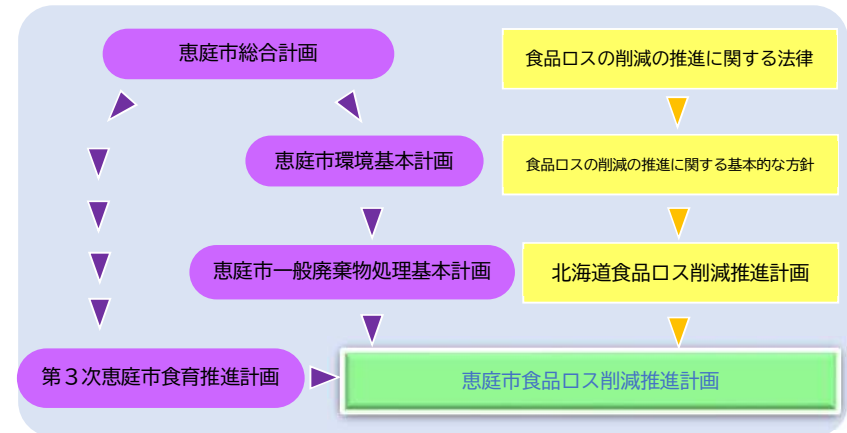 恵庭市総合計画
食品ロスの削減の推進に関する法律
恵庭市環境基本計画
食品ロスの削減の推進に関する基本的な方針
恵庭市一般廃棄物処理基本計画
北海道食品ロス削減推進計画
第３次恵庭市食育推進計画
恵庭市食品ロス削減推進計画